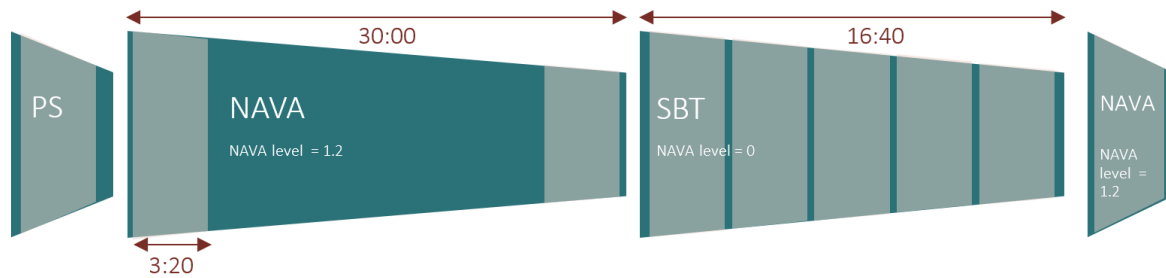 30:00
16:40
PS
NAVA
NAVA level = 1.2
SBT
NAVA level = 0
NAVA
NAVA
level =
1.2
3:20